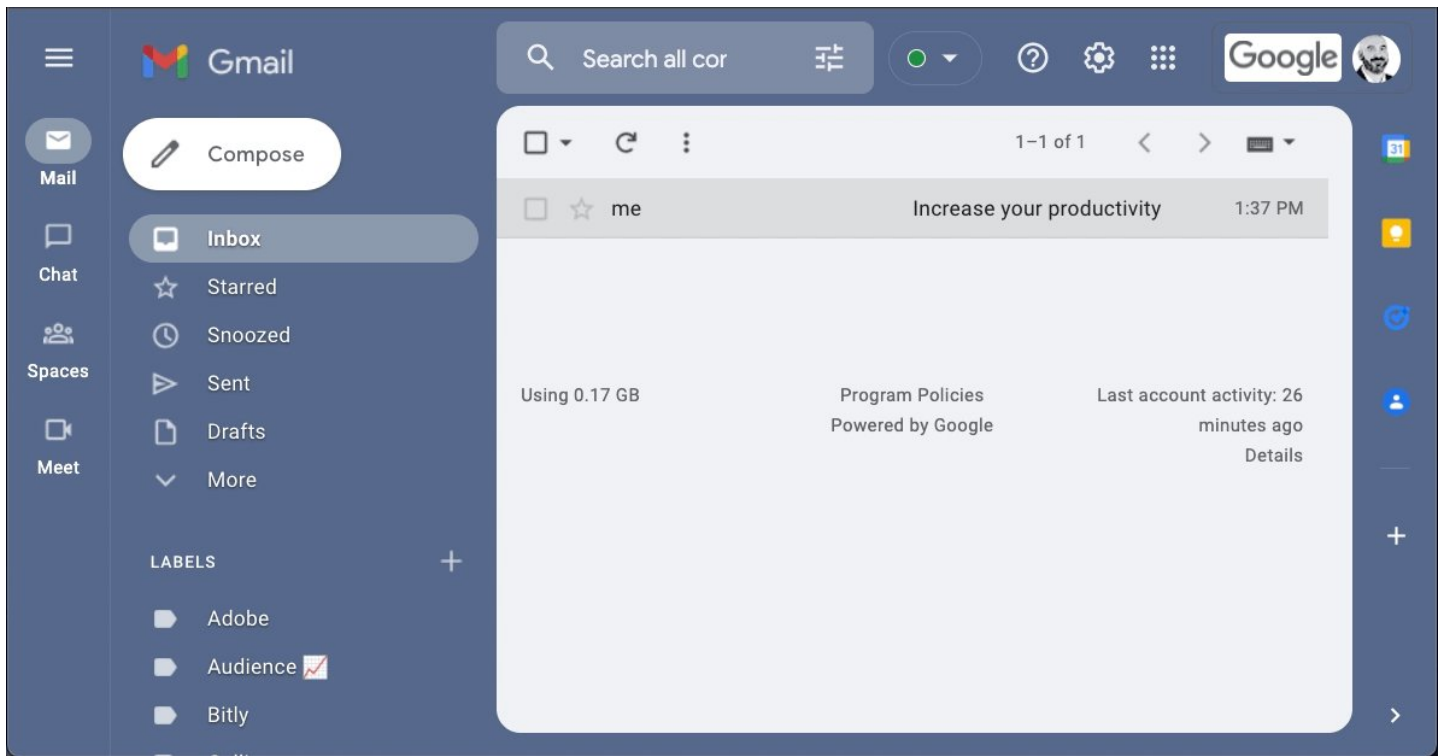 Gmail
Search all cor
Google
Mail
Compose
1–1 of 1
me Increase your productivity 1:37 PM
Inbox
Chat
Starred
Snoozed
Spaces
Sent
Drafts
Meet
More
Using 0.17 GB
Program Policies
Powered by Google
Last account activity: 26
minutes ago
Details
LABELS
Adobe
Audience 📈
Bitly
31